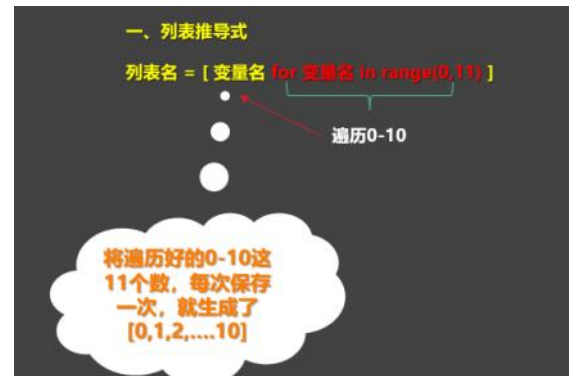 一、列表推导式
列表名 = [ 变量名 for 变量名 in range(0,11) ]
遍历0-10
将遍历好的0-10这
11个数，每次保存
一次，就生成了
[0,1,2,....10]